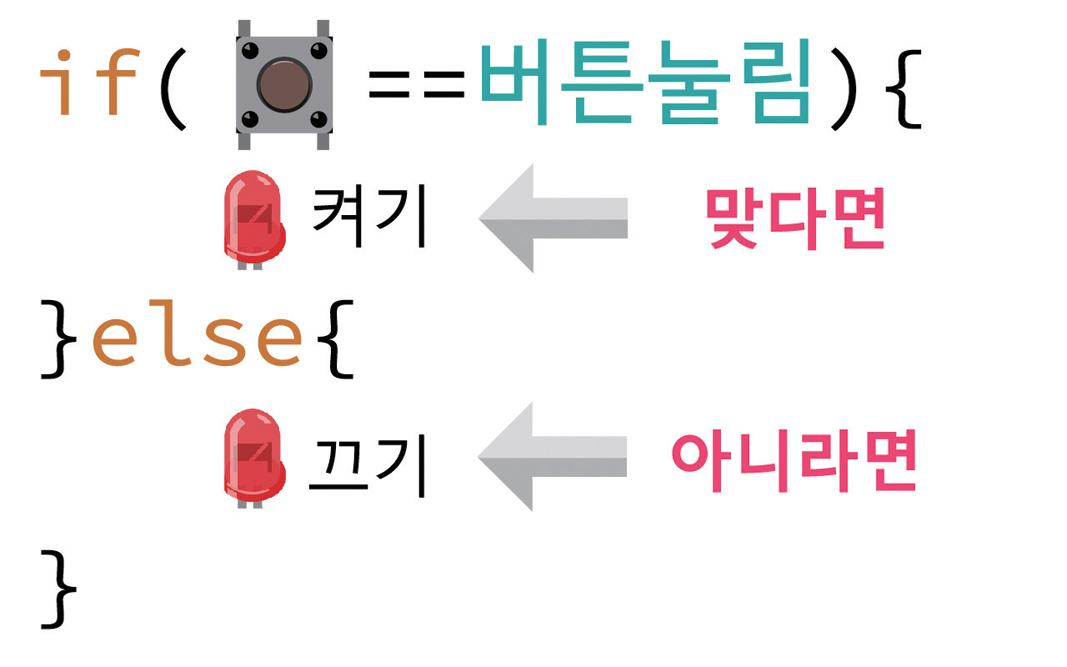 if( ==버튼눌림){
켜기 맞다면
}else{
끄기 아니라면
}